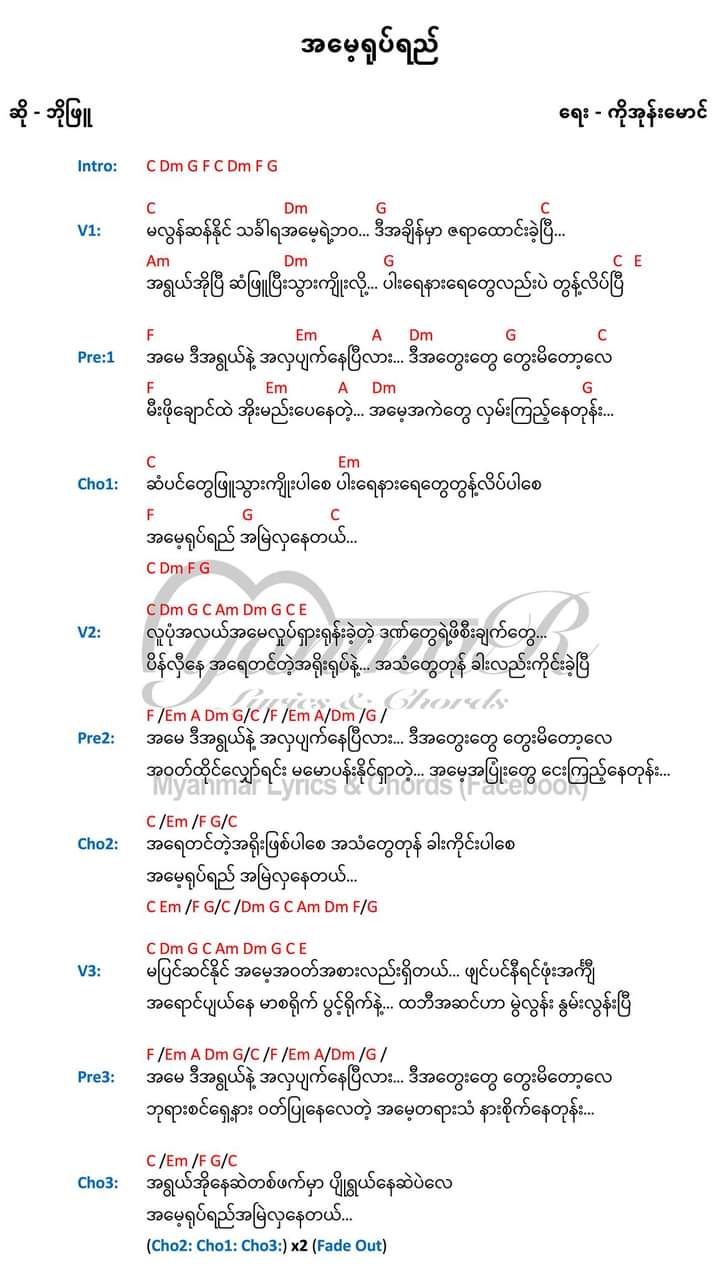 အမေ့ရုပ်ရည်
ဆို - ဘိုဖြူ
ရေး - ကိုအုန်းမောင်
Intro: C Dm G F C Dm F G
C Dm G C
V1: မလွန်ဆန်နိုင် သင်္ခါရအမေ့ရဲ့ဘဝ... ဒီအချိန်မှာ ဇရာထောင်းခဲ့ပြီ...
Am Dm G C E
အရွယ်အိုပြီ ဆံဖြူပြီးသွားကျိုးလို့... ပါးရေနားရေတွေလည်းပဲ တွန့်လိပ်ပြီ
F Em A Dm G C
Pre:1 အမေ ဒီအရွယ်နဲ့ အလှပျက်နေပြီလား... ဒီအတွေးတွေ တွေးမိတော့လေ
F Em A Dm G
မီးဖိုချောင်ထဲ အိုးမည်းပေနေတဲ့... အမေ့အကဲတွေ လှမ်းကြည့်နေတုန်း...
C Em
Cho1: ဆံပင်တွေဖြူသွားကျိုးပါစေ ပါးရေနားရေတွေတွန့်လိပ်ပါစေ
F G C
အမေ့ရုပ်ရည် အမြဲလှနေတယ်...
C Dm F G
C Dm G C Am Dm G C E
V2: လူပုံအလယ်အမေလှုပ်ရှားရုန်းခဲ့တဲ့ ဒဏ်တွေရဲ့ဖိစီးချက်တွေ...
ပိန်လှီနေ အရေတင်တဲ့အရိုးရုပ်နဲ့... အသံတွေတုန် ခါးလည်းကိုင်းခဲ့ပြီ
F /Em A Dm G/C /F /Em A/Dm /G /
Pre2: အမေ ဒီအရွယ်နဲ့ အလှပျက်နေပြီလား... ဒီအတွေးတွေ တွေးမိတော့လေ
အဝတ်ထိုင်လျှော်ရင်း မမောပန်းနိုင်ရှာတဲ့... အမေ့အပြုံးတွေ ငေးကြည့်နေတုန်း...
Myanmar Lyrics & Chords (Facebook)
C /Em /F G/C
Cho2: အရေတင်တဲ့အရိုးဖြစ်ပါစေ အသံတွေတုန် ခါးကိုင်းပါစေ
အမေ့ရုပ်ရည် အမြဲလှနေတယ်...
C Em /F G/C /Dm G C Am Dm F/G
C Dm G C Am Dm G C E
V3: မပြင်ဆင်နိုင် အမေ့အဝတ်အစားလည်းရှိတယ်... ဖျင်ပင်နီရင်ဖုံးအင်္ကျီ
အရောင်ပျယ်နေ မာစရိုက် ပွင့်ရိုက်နဲ့... ထဘီအဆင်ဟာ မွဲလွန်း နွမ်းလွန်းပြီ
F /Em A Dm G/C /F /Em A/Dm /G /
Pre3: အမေ ဒီအရွယ်နဲ့ အလှပျက်နေပြီလား... ဒီအတွေးတွေ တွေးမိတော့လေ
ဘုရားစင်ရှေ့နား ဝတ်ပြုနေလေတဲ့ အမေ့တရားသံ နားစိုက်နေတုန်း...
C /Em /F G/C
Cho3: အရွယ်အိုနေဆဲတစ်ဖက်မှာ ပျိုရွယ်နေဆဲပဲလေ
အမေ့ရုပ်ရည်အမြဲလှနေတယ်...
(Cho2: Cho1: Cho3:) x2 (Fade Out)
MyanmaR
Lyrics & Chords